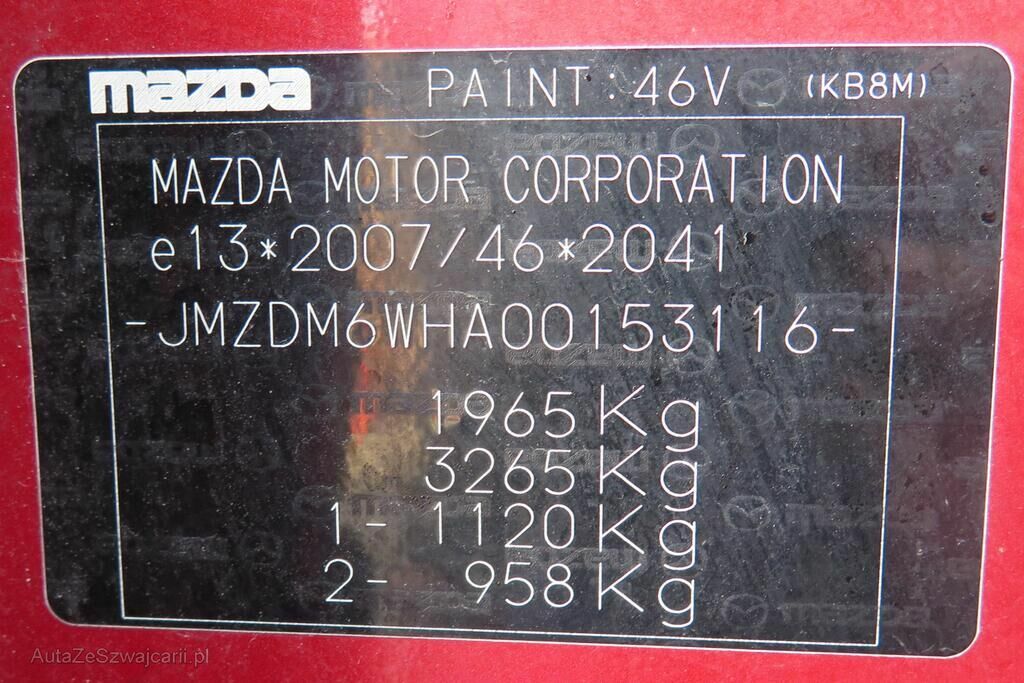 mazda PAINT: 46V (KB8M)
MAZDA MOTOR CORPORATION
e13*2007/46*2041
-JMZDM6WHA00153116-
1965Kg
3265Kg
1- 1120Kg
2- 958Kg
AutaZeSzwajcarii.pl